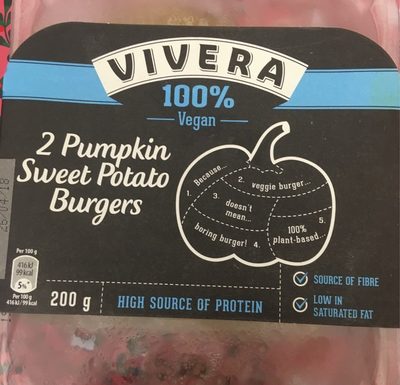 VIVERA
100%
Vegan
2 Pumpkin
Sweet Potato
Burgers
1. Because...
2. veggie burger...
3. doesn't
mean...
boring burger! 4.
5.
100%
plant-based...
Per 100 g
416 kJ
99 kcal
5%*
Per 100 g
416 kJ / 99 kcal
200 g
HIGH SOURCE OF PROTEIN
SOURCE OF FIBRE
LOW IN
SATURATED FAT